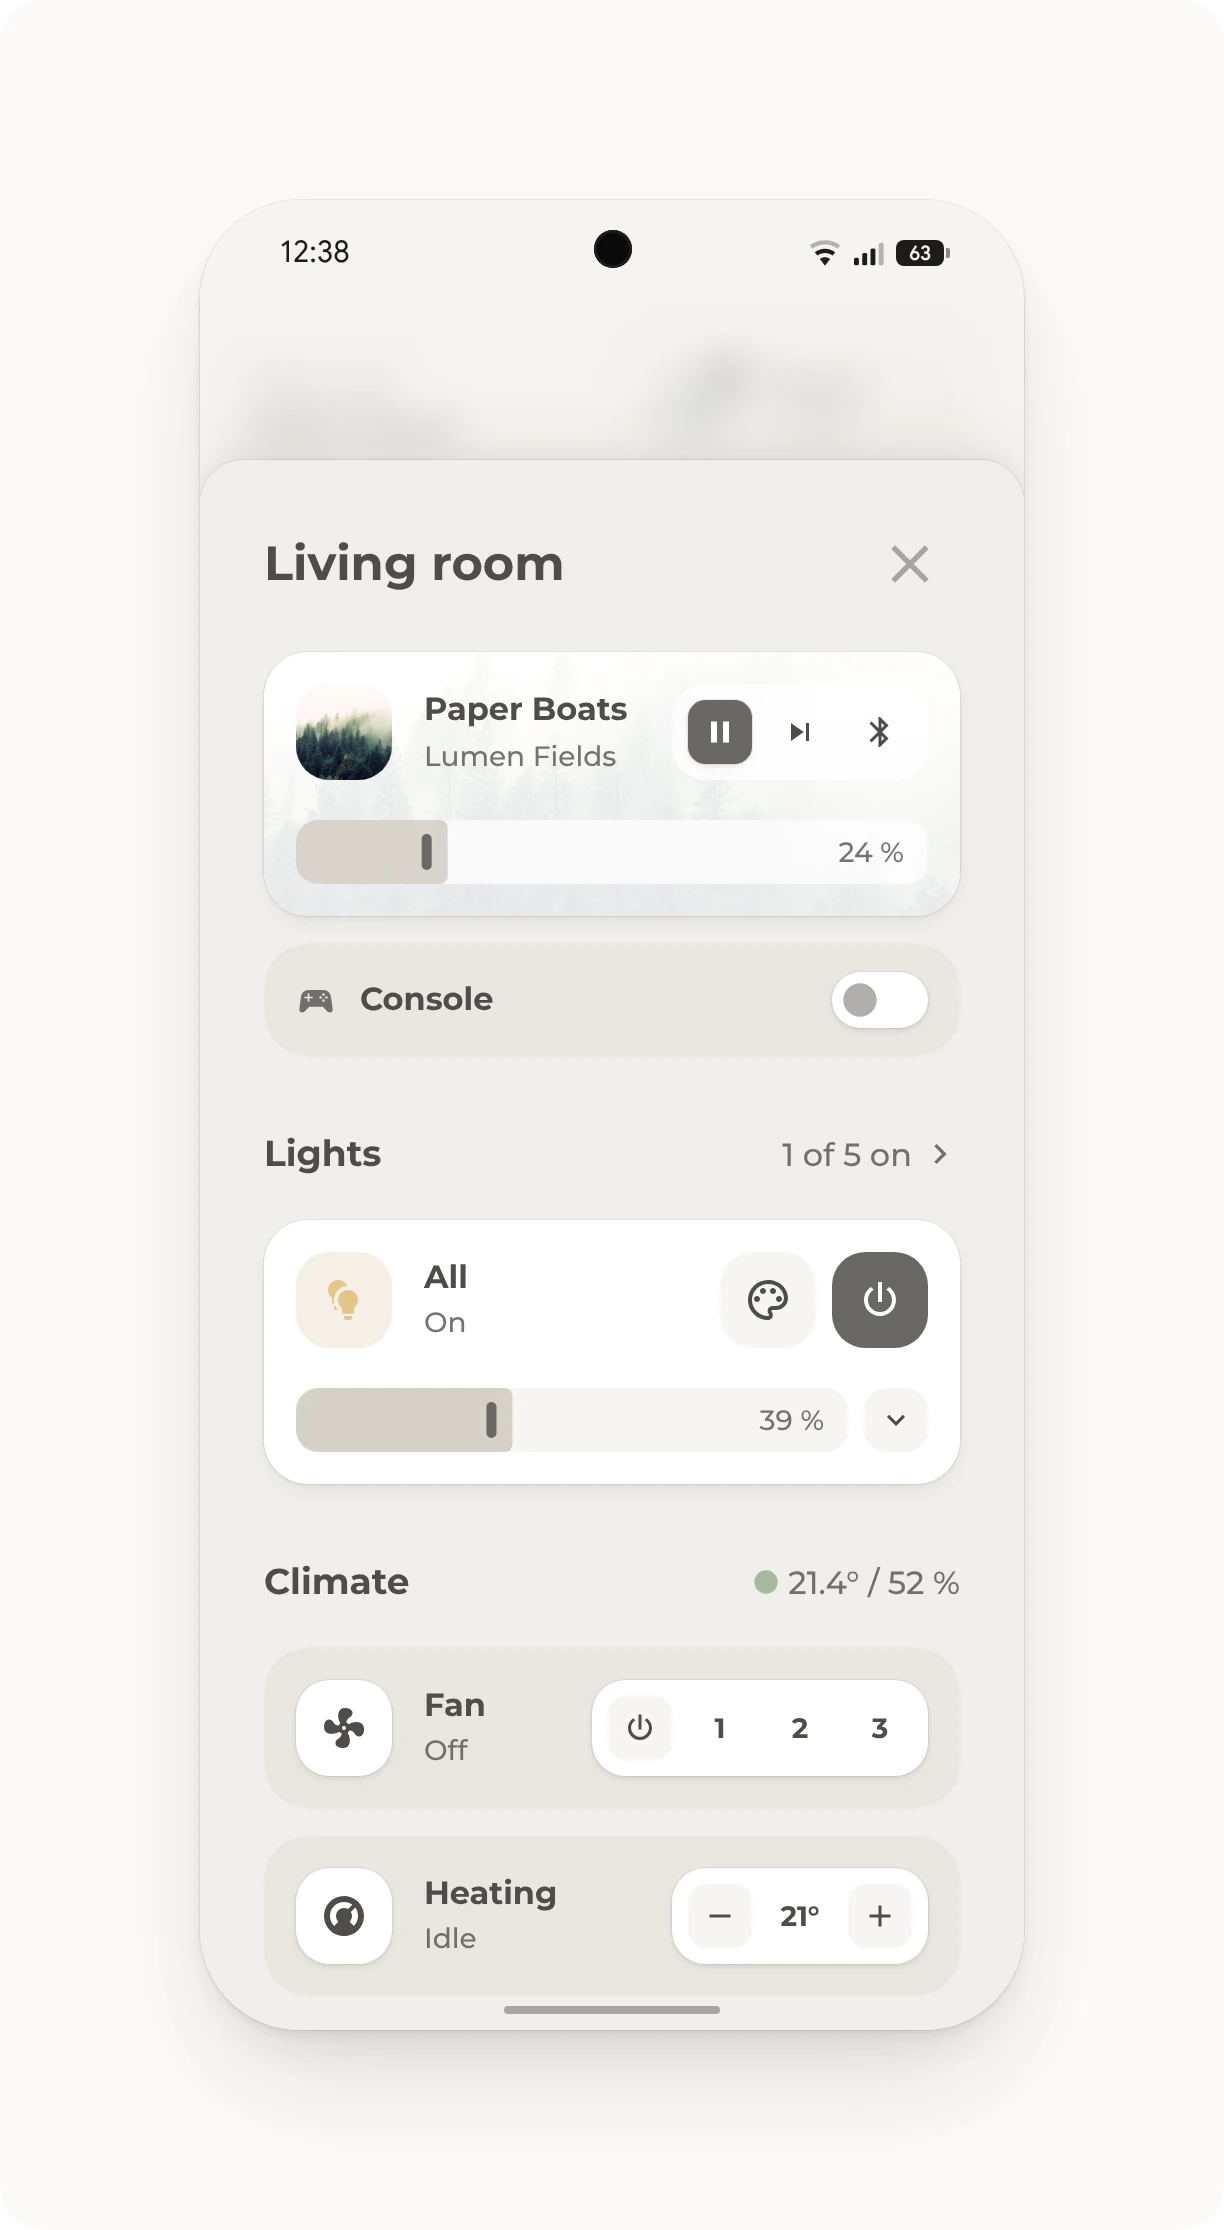 12:38
63
Living room
Paper Boats
Lumen Fields
24 %
Console
Lights
1 of 5 on
All
On
39 %
Climate
21.4° / 52 %
Fan
Off
1 2 3
Heating
Idle
21°